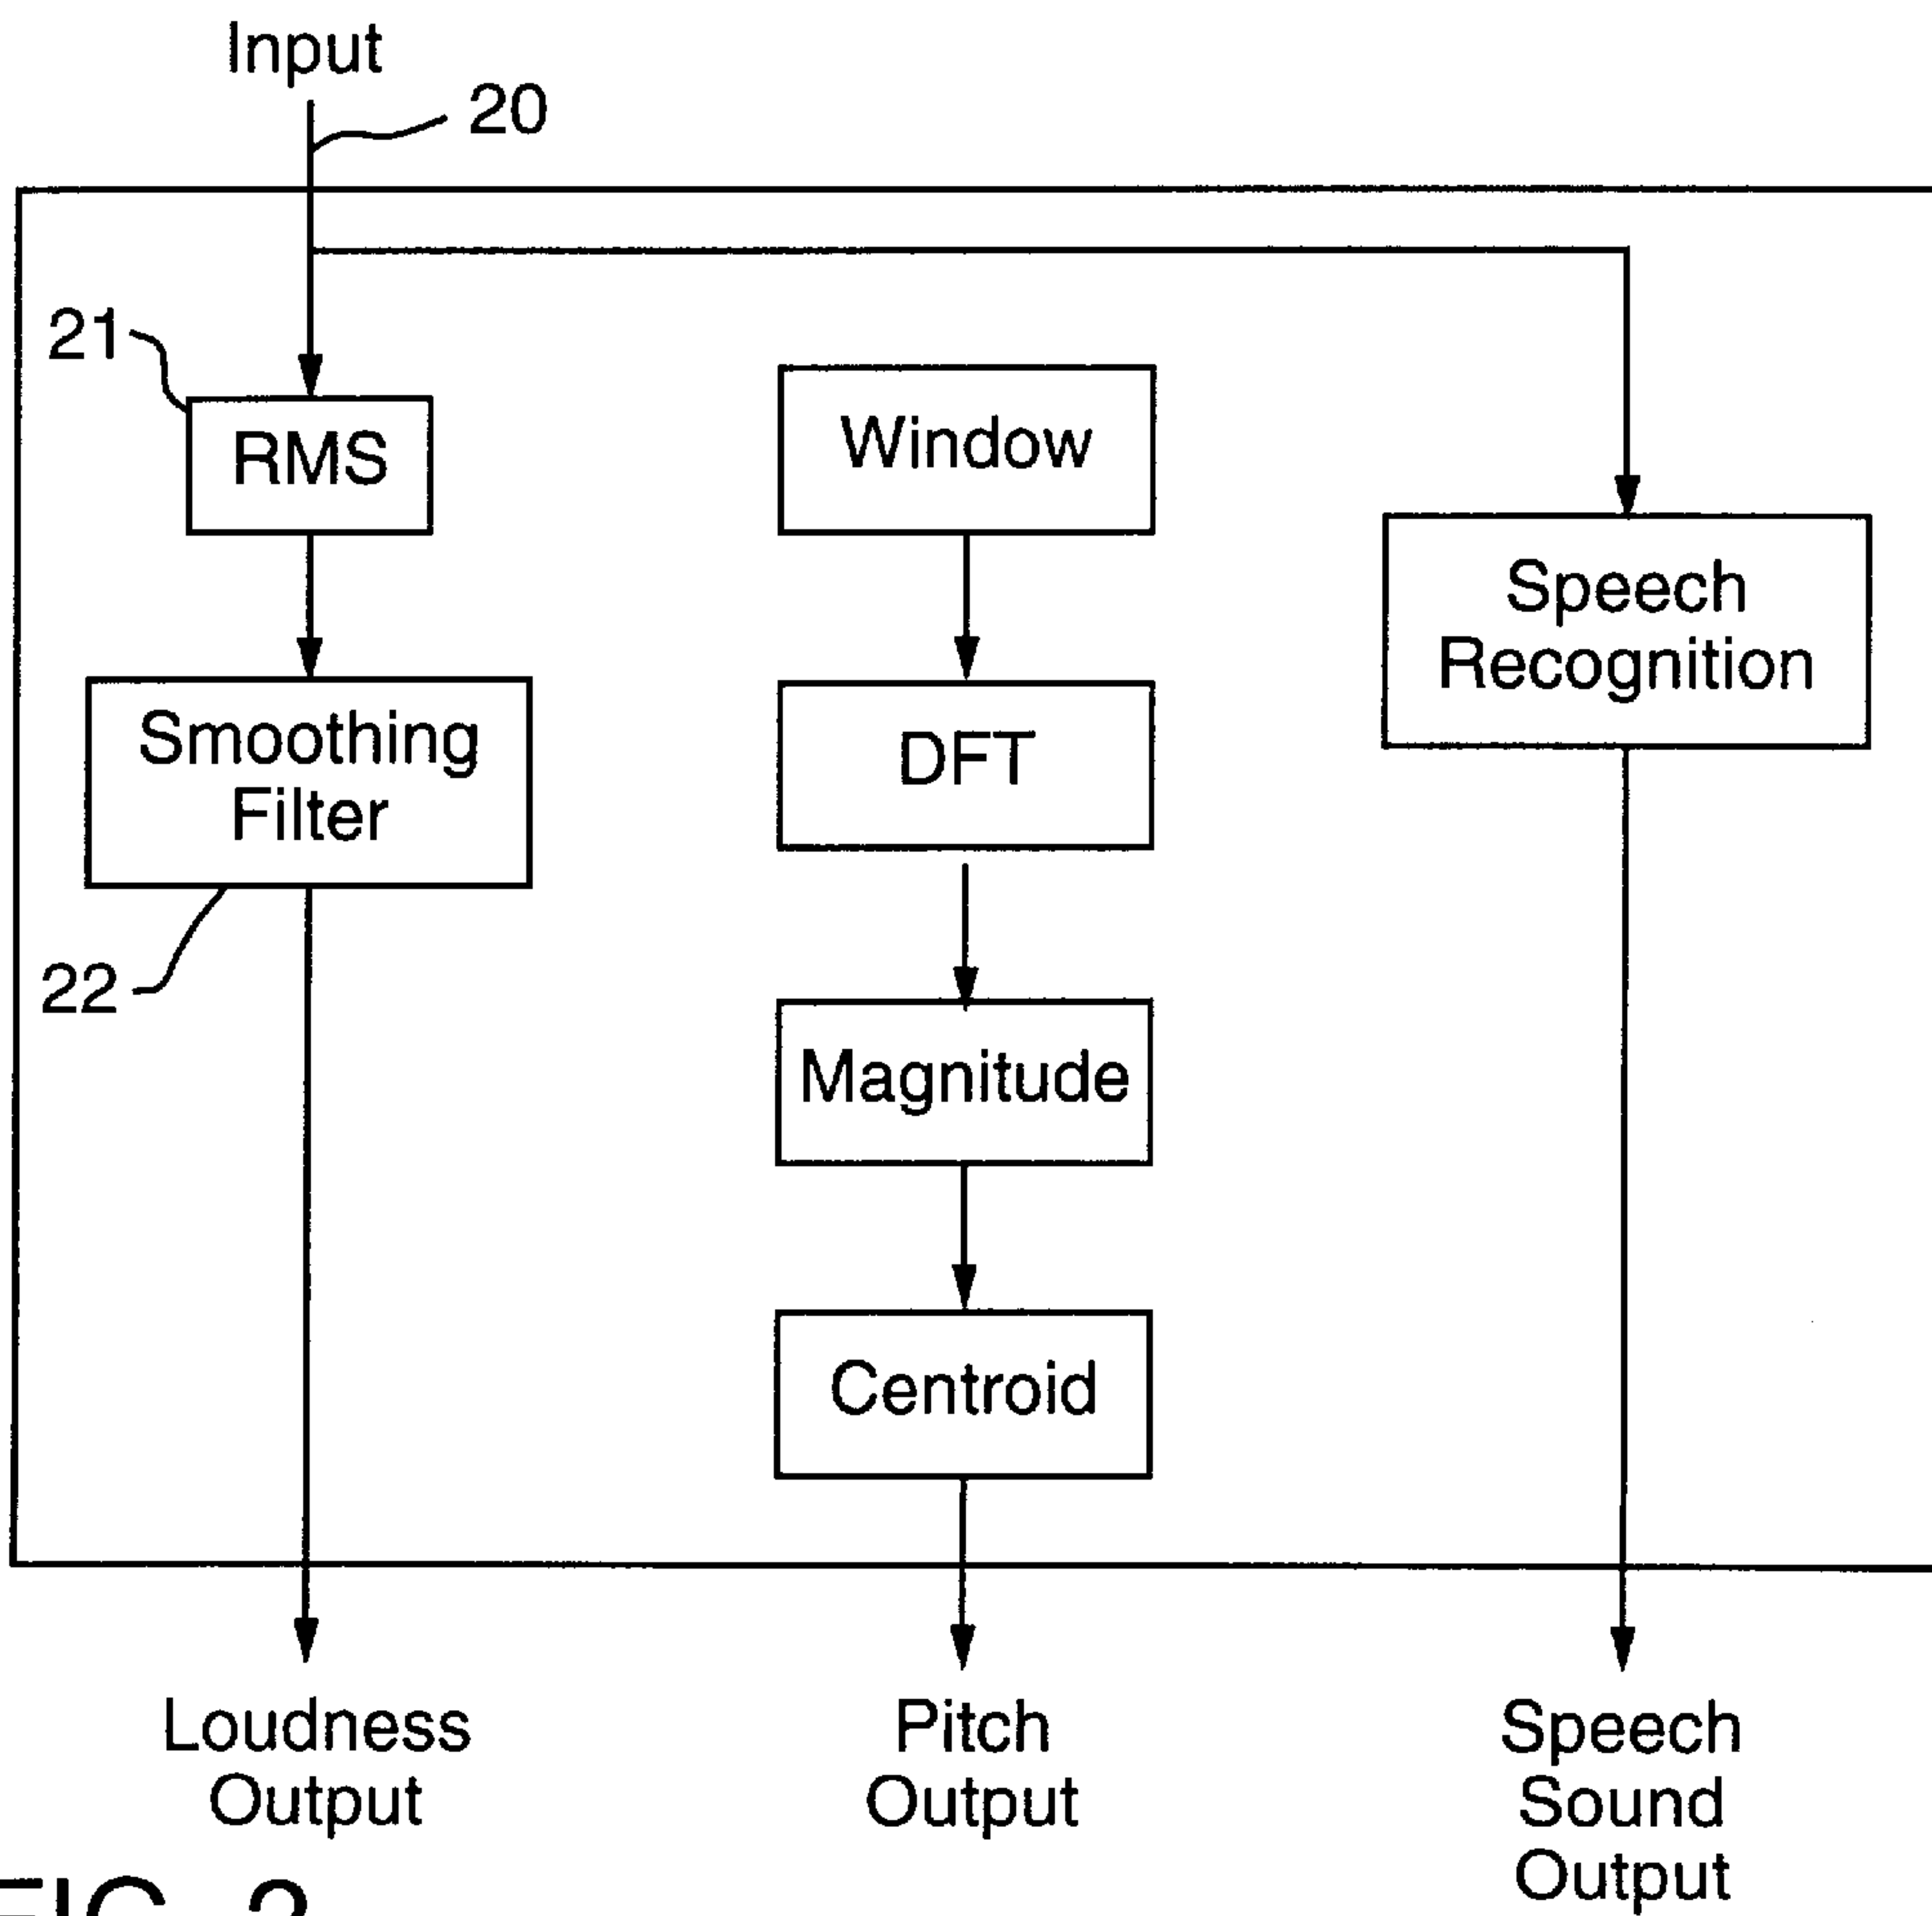 Input
20
21
RMS
Window
Speech
Recognition
Smoothing
Filter
DFT
22
Magnitude
Centroid
Loudness
Output
Pitch
Output
Speech
Sound
Output